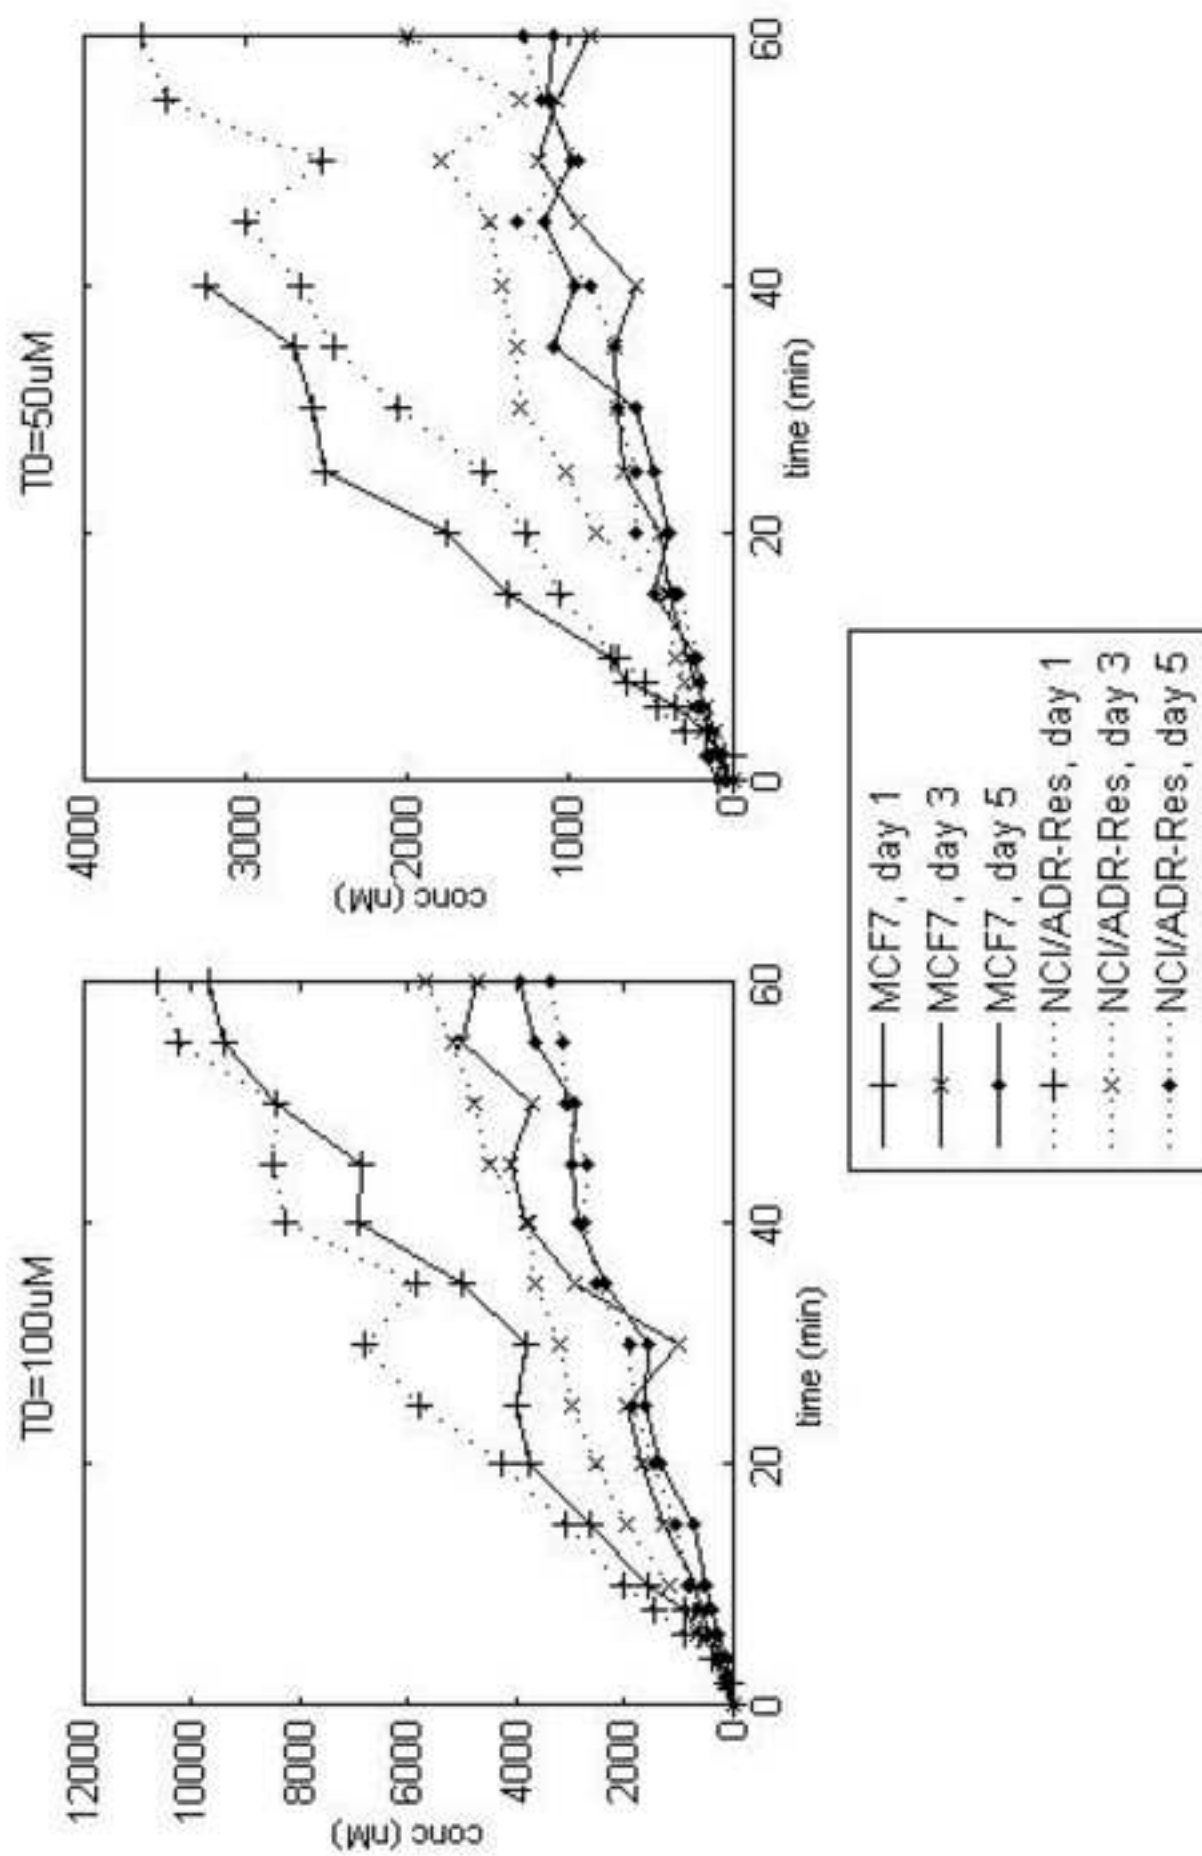 TD=100uM
12000
10000
8000
6000
4000
2000
0
conc (nM)
0 20 40 60
time (min)
TD=50uM
4000
3000
2000
1000
0
conc (nM)
0 20 40 60
time (min)
MCF7, day 1
MCF7, day 3
MCF7, day 5
NCI/ADR-Res, day 1
NCI/ADR-Res, day 3
NCI/ADR-Res, day 5